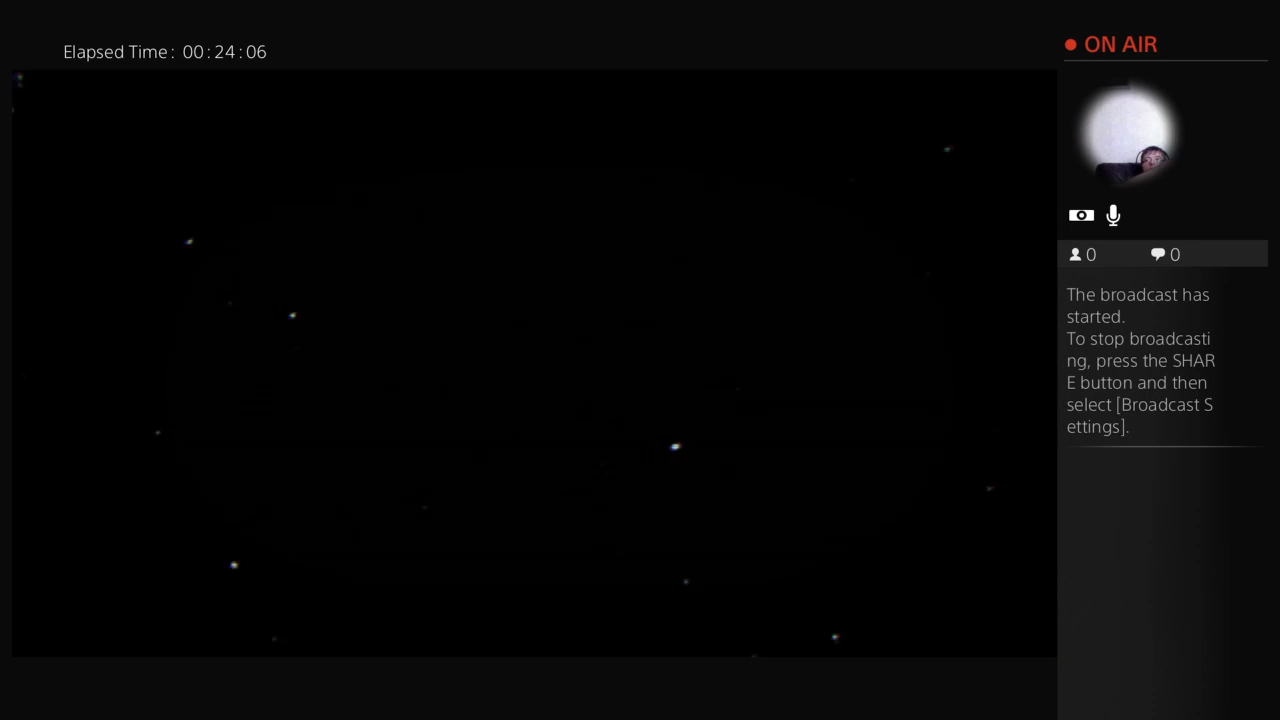 Elapsed Time: 00:24:06
ON AIR
0 0
The broadcast has
started.
To stop broadcasti
ng, press the SHAR
E button and then
select [Broadcast S
ettings].